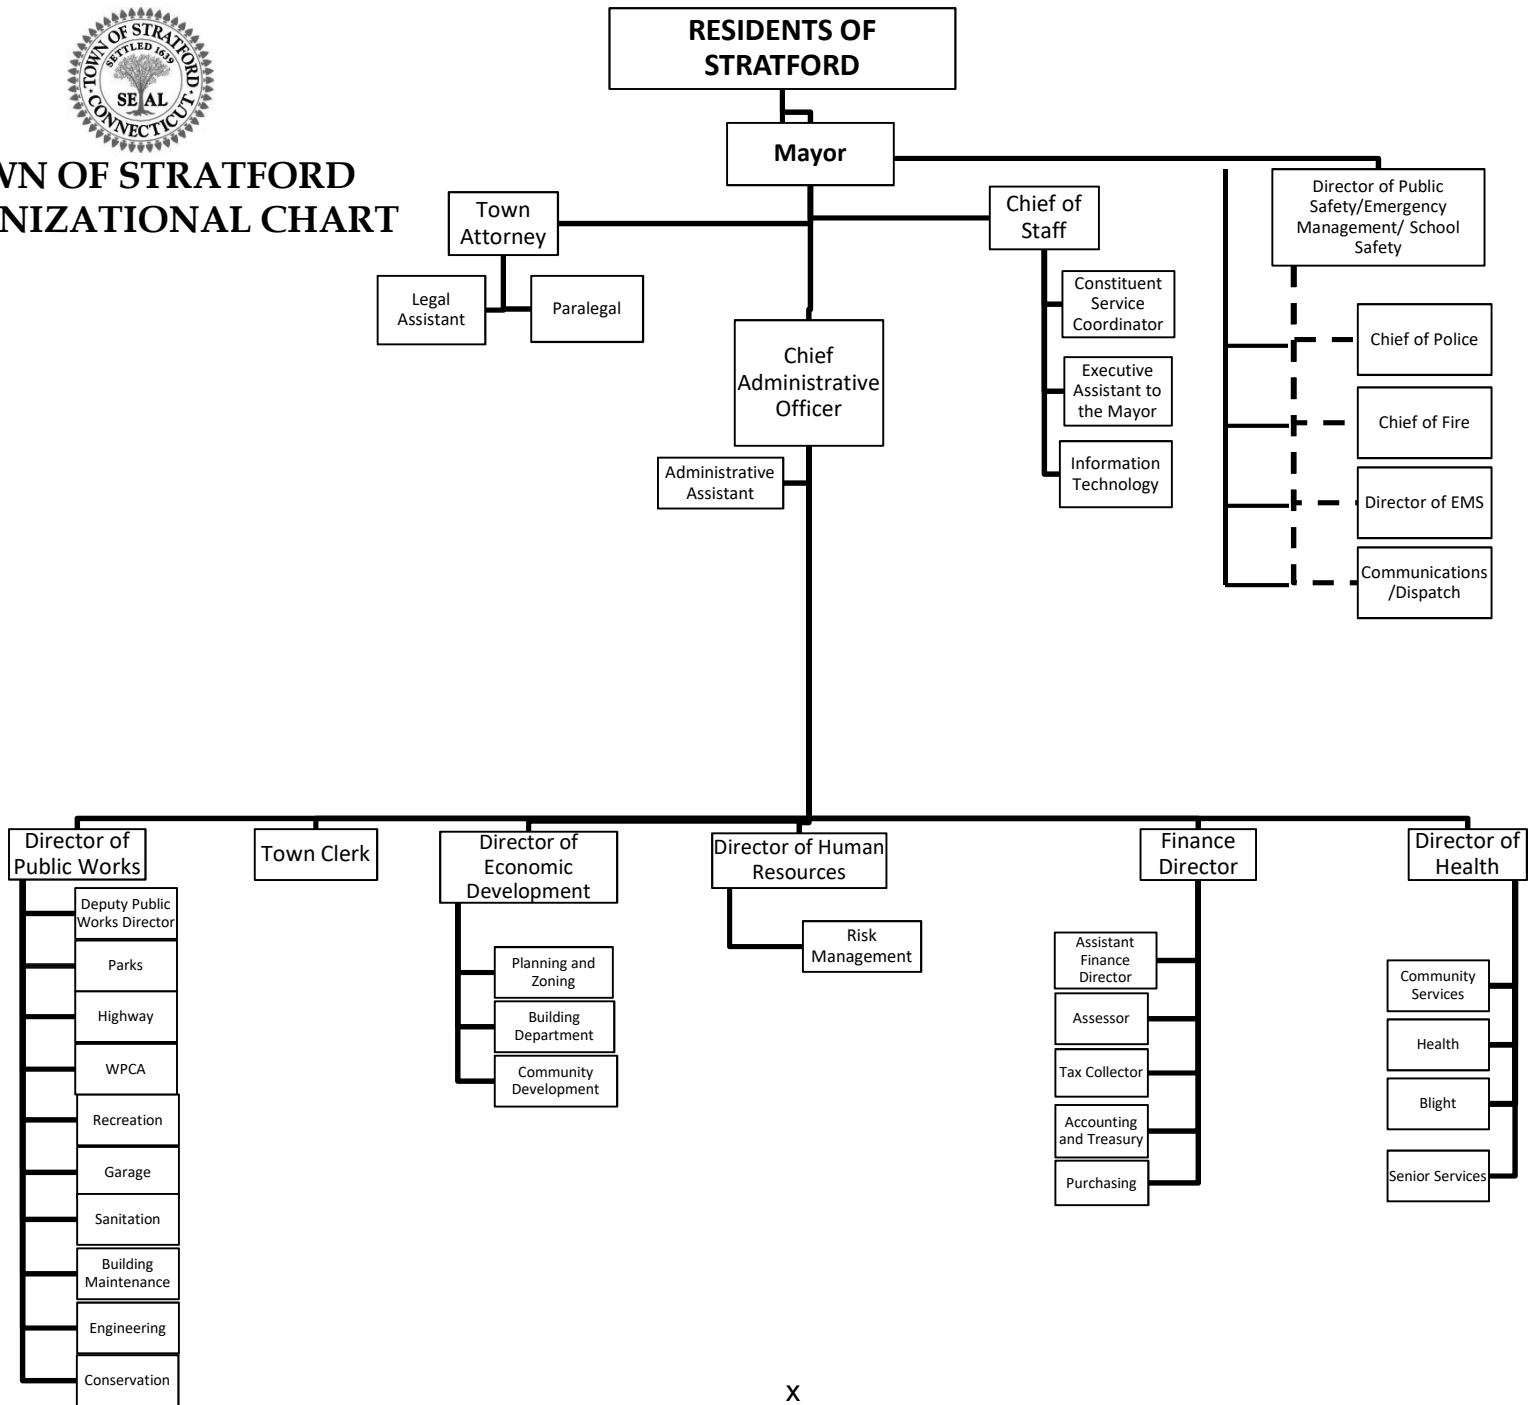 RESIDENTS OF
STRATFORD
TOWN OF STRATFORD
SETTLED 1639
SEAL
CONNECTICUT
WN OF STRATFORD
NIZATIONAL CHART
Mayor
Town
Attorney
Chief of
Staff
Director of Public
Safety/Emergency
Management/ School
Safety
Legal
Assistant
Paralegal
Constituent
Service
Coordinator
Executive
Assistant to
the Mayor
Information
Technology
Chief
Administrative
Officer
Administrative
Assistant
Chief of Police
Chief of Fire
Director of EMS
Communications
/Dispatch
Director of
Public Works
Town Clerk
Director of
Economic
Development
Director of Human
Resources
Finance
Director
Director of
Health
Deputy Public
Works Director
Parks
Highway
WPCA
Recreation
Garage
Sanitation
Building
Maintenance
Engineering
Conservation
Planning and
Zoning
Building
Department
Community
Development
Risk
Management
Assistant
Finance
Director
Assessor
Tax Collector
Accounting
and Treasury
Purchasing
Community
Services
Health
Blight
Senior Services
x